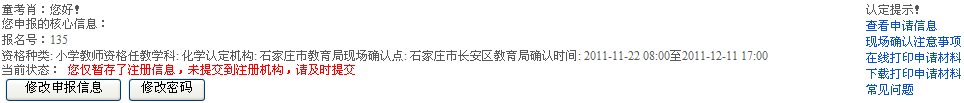 童考肖：您好！
您申报的核心信息：
报名号：135
资格种类: 小学教师资格任教学科: 化学认定机构: 石家庄市教育局现场确认点: 石家庄市长安区教育局确认时间: 2011-11-22 08:00至2011-12-11 17:00
当前状态： 您仅暂存了注册信息，未提交到注册机构，请及时提交
修改申报信息 修改密码
认定提示！
查看申请信息
现场确认注意事项
在线打印申请材料
下载打印申请材料
常见问题